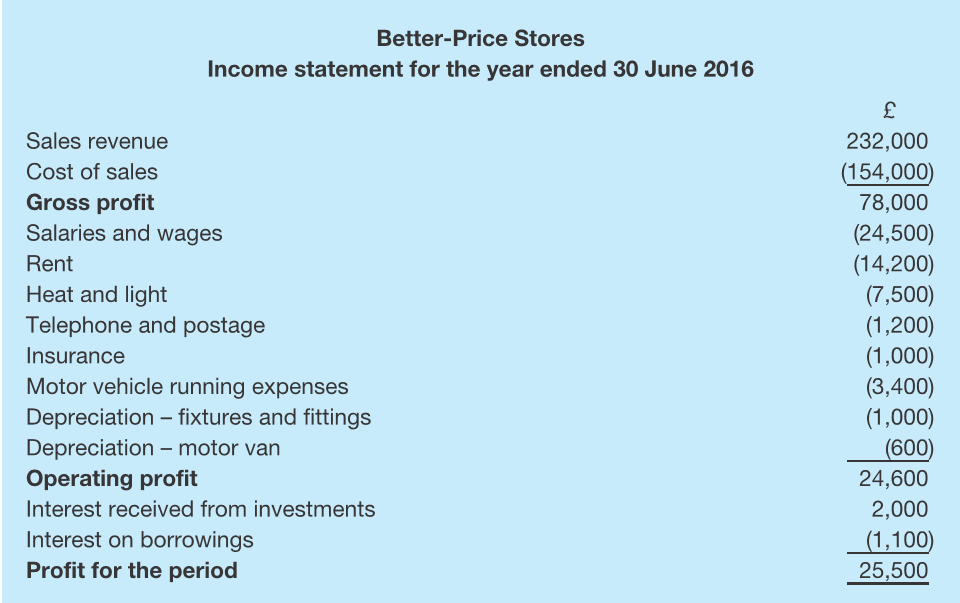 Better-Price Stores
Income statement for the year ended 30 June 2016
£
Sales revenue 232,000
Cost of sales (154,000)
Gross profit 78,000
Salaries and wages (24,500)
Rent (14,200)
Heat and light (7,500)
Telephone and postage (1,200)
Insurance (1,000)
Motor vehicle running expenses (3,400)
Depreciation – fixtures and fittings (1,000)
Depreciation – motor van (600)
Operating profit 24,600
Interest received from investments 2,000
Interest on borrowings (1,100)
Profit for the period 25,500